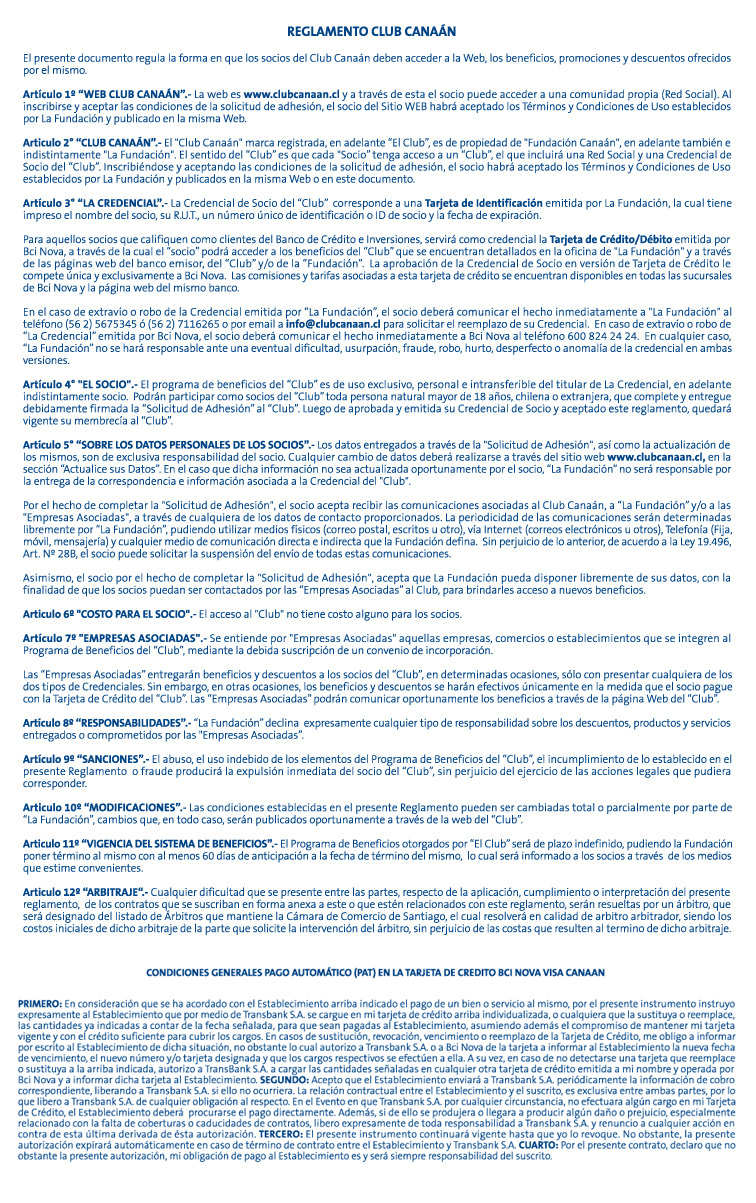 REGLAMENTO CLUB CANAÁN
El presente documento regula la forma en que los socios del Club Canaán deben acceder a la Web, los beneficios, promociones y descuentos ofrecidos
por el mismo.
Artículo 1º “WEB CLUB CANAÁN”.- La web es www.clubcanaan.cl y a través de esta el socio puede acceder a una comunidad propia (Red Social). Al
inscribirse y aceptar las condiciones de la solicitud de adhesión, el socio del Sitio WEB habrá aceptado los Términos y Condiciones de Uso establecidos
por La Fundación y publicado en la misma Web.
Artículo 2° “CLUB CANAÁN”.- El "Club Canaán" marca registrada, en adelante “El Club”, es de propiedad de "Fundación Canaán", en adelante también e
indistintamente "La Fundación". El sentido del “Club” es que cada "Socio” tenga acceso a un “Club”, el que incluirá una Red Social y una Credencial de
Socio del “Club”. Inscribiéndose y aceptando las condiciones de la solicitud de adhesión, el socio habrá aceptado los Términos y Condiciones de Uso
establecidos por La Fundación y publicados en la misma Web o en este documento.
Artículo 3° “LA CREDENCIAL”.- La Credencial de Socio del “Club” corresponde a una Tarjeta de Identificación emitida por La Fundación, la cual tiene
impreso el nombre del socio, su R.U.T., un número único de identificación o ID de socio y la fecha de expiración.
Para aquellos socios que califiquen como clientes del Banco de Crédito e Inversiones, servirá como credencial la Tarjeta de Crédito/Débito emitida por
Bci Nova, a través de la cual el “socio” podrá acceder a los beneficios del “Club” que se encuentran detallados en la oficina de "La Fundación" y a través
de las páginas web del banco emisor, del “Club” y/o de la “Fundación”. La aprobación de la Credencial de Socio en versión de Tarjeta de Crédito le
compete única y exclusivamente a Bci Nova. Las comisiones y tarifas asociadas a esta tarjeta de crédito se encuentran disponibles en todas las sucursales
de Bci Nova y la página web del mismo banco.
En el caso de extravío o robo de la Credencial emitida por “La Fundación”, el socio deberá comunicar el hecho inmediatamente a "La Fundación" al
teléfono (56 2) 5675345 ó (56 2) 7116265 o por email a info@clubcanaan.cl para solicitar el reemplazo de su Credencial. En caso de extravío o robo de
“La Credencial” emitida por Bci Nova, el socio deberá comunicar el hecho inmediatamente a Bci Nova al teléfono 600 824 24 24. En cualquier caso,
“La Fundación” no se hará responsable ante una eventual dificultad, usurpación, fraude, robo, hurto, desperfecto o anomalía de la credencial en ambas
versiones.
Artículo 4° "EL SOCIO".- El programa de beneficios del “Club” es de uso exclusivo, personal e intransferible del titular de La Credencial, en adelante
indistintamente socio. Podrán participar como socios del “Club” toda persona natural mayor de 18 años, chilena o extranjera, que complete y entregue
debidamente firmada la “Solicitud de Adhesión” al “Club”. Luego de aprobada y emitida su Credencial de Socio y aceptado este reglamento, quedará
vigente su membrecía al “Club”.
Artículo 5° “SOBRE LOS DATOS PERSONALES DE LOS SOCIOS”.- Los datos entregados a través de la "Solicitud de Adhesión", así como la actualización de
los mismos, son de exclusiva responsabilidad del socio. Cualquier cambio de datos deberá realizarse a través del sitio web www.clubcanaan.cl, en la
sección “Actualice sus Datos”. En el caso que dicha información no sea actualizada oportunamente por el socio, “La Fundación” no será responsable por
la entrega de la correspondencia e información asociada a la Credencial del "Club".
Por el hecho de completar la "Solicitud de Adhesión", el socio acepta recibir las comunicaciones asociadas al Club Canaán, a “La Fundación” y/o a las
"Empresas Asociadas", a través de cualquiera de los datos de contacto proporcionados. La periodicidad de las comunicaciones serán determinadas
libremente por “La Fundación”, pudiendo utilizar medios físicos (correo postal, escritos u otro), vía Internet (correos electrónicos u otros), Telefonía (Fija,
móvil, mensajería) y cualquier medio de comunicación directa e indirecta que la Fundación defina. Sin perjuicio de lo anterior, de acuerdo a la Ley 19.496,
Art. Nº 28B, el socio puede solicitar la suspensión del envío de todas estas comunicaciones.
Asimismo, el socio por el hecho de completar la "Solicitud de Adhesión", acepta que La Fundación pueda disponer libremente de sus datos, con la
finalidad de que los socios puedan ser contactados por las “Empresas Asociadas” al Club, para brindarles acceso a nuevos beneficios.
Artículo 6º "COSTO PARA EL SOCIO".- El acceso al "Club" no tiene costo alguno para los socios.
Artículo 7º "EMPRESAS ASOCIADAS".- Se entiende por "Empresas Asociadas" aquellas empresas, comercios o establecimientos que se integren al
Programa de Beneficios del “Club”, mediante la debida suscripción de un convenio de incorporación.
Las “Empresas Asociadas” entregarán beneficios y descuentos a los socios del “Club”, en determinadas ocasiones, sólo con presentar cualquiera de los
dos tipos de Credenciales. Sin embargo, en otras ocasiones, los beneficios y descuentos se harán efectivos únicamente en la medida que el socio pague
con la Tarjeta de Crédito del “Club”. Las “Empresas Asociadas” podrán comunicar oportunamente los beneficios a través de la página Web del “Club”.
Artículo 8º “RESPONSABILIDADES”.- “La Fundación” declina expresamente cualquier tipo de responsabilidad sobre los descuentos, productos y servicios
entregados o comprometidos por las "Empresas Asociadas”.
Artículo 9º “SANCIONES”.- El abuso, el uso indebido de los elementos del Programa de Beneficios del “Club”, el incumplimiento de lo establecido en el
presente Reglamento o fraude producirá la expulsión inmediata del socio del “Club”, sin perjuicio del ejercicio de las acciones legales que pudiera
corresponder.
Artículo 10º “MODIFICACIONES”.- Las condiciones establecidas en el presente Reglamento pueden ser cambiadas total o parcialmente por parte de
“La Fundación”, cambios que, en todo caso, serán publicados oportunamente a través de la web del “Club”.
Artículo 11º “VIGENCIA DEL SISTEMA DE BENEFICIOS”.- El Programa de Beneficios otorgados por “El Club” será de plazo indefinido, pudiendo la Fundación
poner término al mismo con al menos 60 días de anticipación a la fecha de término del mismo, lo cual será informado a los socios a través de los medios
que estime convenientes.
Artículo 12º “ARBITRAJE“.- Cualquier dificultad que se presente entre las partes, respecto de la aplicación, cumplimiento o interpretación del presente
reglamento, de los contratos que se suscriban en forma anexa a este o que estén relacionados con este reglamento, serán resueltas por un árbitro, que
será designado del listado de Árbitros que mantiene la Cámara de Comercio de Santiago, el cual resolverá en calidad de arbitro arbitrador, siendo los
costos iniciales de dicho arbitraje de la parte que solicite la intervención del árbitro, sin perjuicio de las costas que resulten al termino de dicho arbitraje.
CONDICIONES GENERALES PAGO AUTOMÁTICO (PAT) EN LA TARJETA DE CREDITO BCI NOVA VISA CANAAN
PRIMERO: En consideración que se ha acordado con el Establecimiento arriba indicado el pago de un bien o servicio al mismo, por el presente instrumento instruyo
expresamente al Establecimiento que por medio de Transbank S.A. se cargue en mi tarjeta de crédito arriba individualizada, o cualquiera que la sustituya o reemplace,
las cantidades ya indicadas a contar de la fecha señalada, para que sean pagadas al Establecimiento, asumiendo además el compromiso de mantener mi tarjeta
vigente y con el crédito suficiente para cubrir los cargos. En casos de sustitución, revocación, vencimiento o reemplazo de la Tarjeta de Crédito, me obligo a informar
por escrito al Establecimiento de dicha situación, no obstante lo cual autorizo a Transbank S.A. o a Bci Nova de la tarjeta a informar al Establecimiento la nueva fecha
de vencimiento, el nuevo número y/o tarjeta designada y que los cargos respectivos se efectúen a ella. A su vez, en caso de no detectarse una tarjeta que reemplace
o sustituya a la arriba indicada, autorizo a TransBank S.A. a cargar las cantidades señaladas en cualquier otra tarjeta de crédito emitida a mi nombre y operada por
Bci Nova y a informar dicha tarjeta al Establecimiento. SEGUNDO: Acepto que el Establecimiento enviará a Transbank S.A. periódicamente la información de cobro
correspondiente, liberando a Transbank S.A. si ello no ocurriera. La relación contractual entre el Establecimiento y el suscrito, es exclusiva entre ambas partes, por lo
que libero a Transbank S.A. de cualquier obligación al respecto. En el Evento en que Transbank S.A. por cualquier circunstancia, no efectuara algún cargo en mi Tarjeta
de Crédito, el Establecimiento deberá procurarse el pago directamente. Además, si de ello se produjera o llegara a producir algún daño o prejuicio, especialmente
relacionado con la falta de coberturas o caducidades de contratos, libero expresamente de toda responsabilidad a Transbank S.A. y renuncio a cualquier acción en
contra de esta última derivada de ésta autorización. TERCERO: El presente instrumento continuará vigente hasta que yo lo revoque. No obstante, la presente
autorización expirará automáticamente en caso de término de contrato entre el Establecimiento y Transbank S.A. CUARTO: Por el presente contrato, declaro que no
obstante la presente autorización, mi obligación de pago al Establecimiento es y será siempre responsabilidad del suscrito.